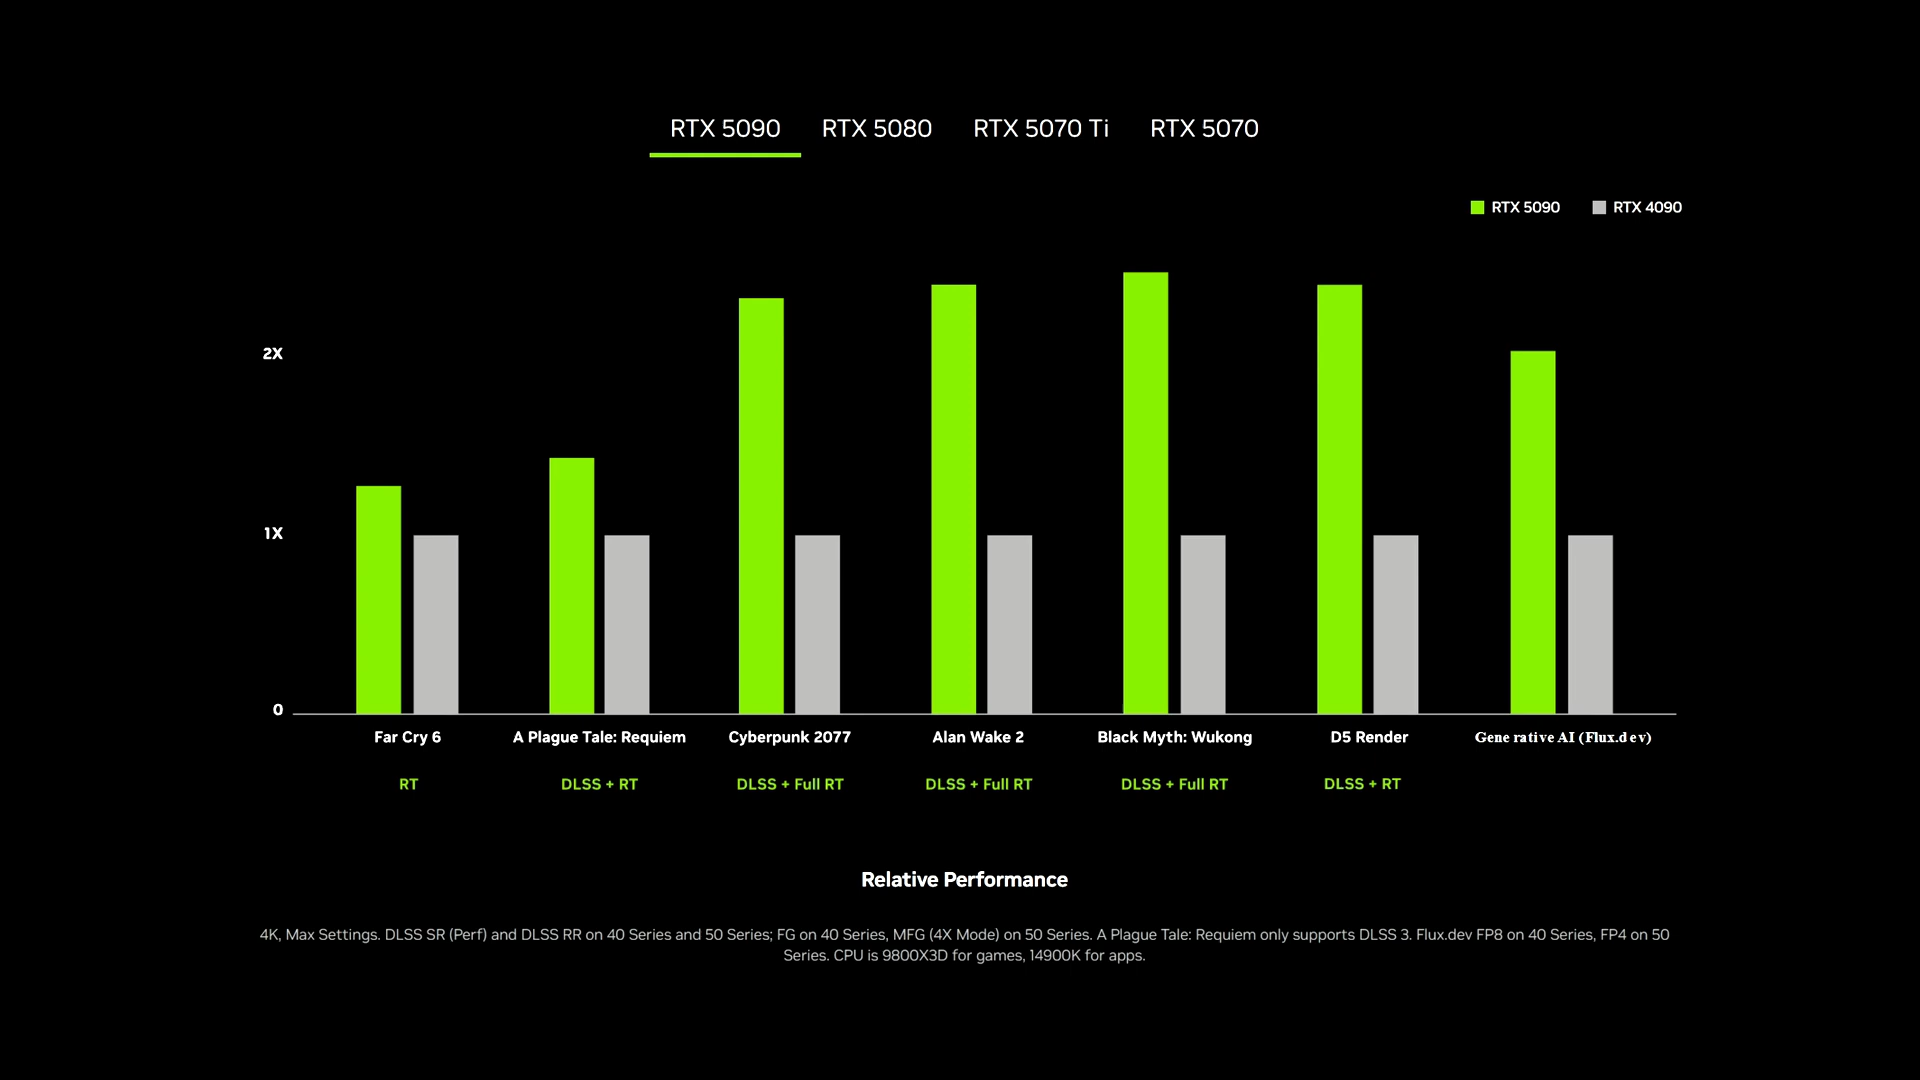 RTX 5090 RTX 5080 RTX 5070 Ti RTX 5070
RTX 5090 RTX 4090
2X
1X
0
Far Cry 6 A Plague Tale: Requiem Cyberpunk 2077 Alan Wake 2 Black Myth: Wukong D5 Render Gene rative AI (Flux.dev)
RT DLSS + RT DLSS + Full RT DLSS + Full RT DLSS + Full RT DLSS + RT
Relative Performance
4K, Max Settings. DLSS SR (Perf) and DLSS RR on 40 Series and 50 Series; FG on 40 Series, MFG (4X Mode) on 50 Series. A Plague Tale: Requiem only supports DLSS 3. Flux.dev FP8 on 40 Series, FP4 on 50
Series. CPU is 9800X3D for games, 14900K for apps.